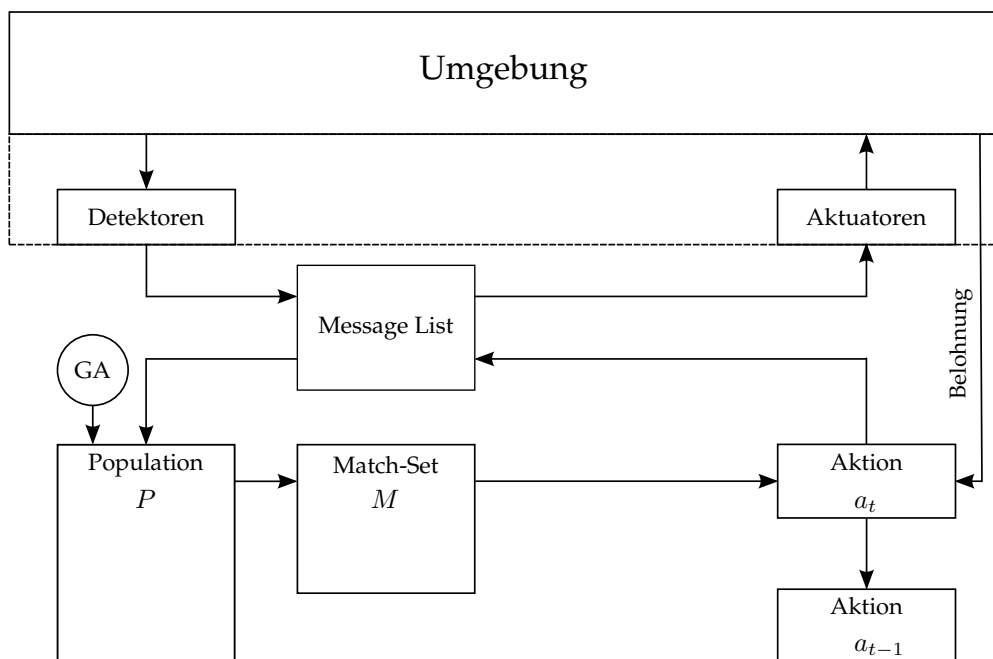 Umgebung
Detektoren
Aktuatoren
Message List
Belohnung
GA
Population
P
Match-Set
M
Aktion
a_t
Aktion
a_{t−1}